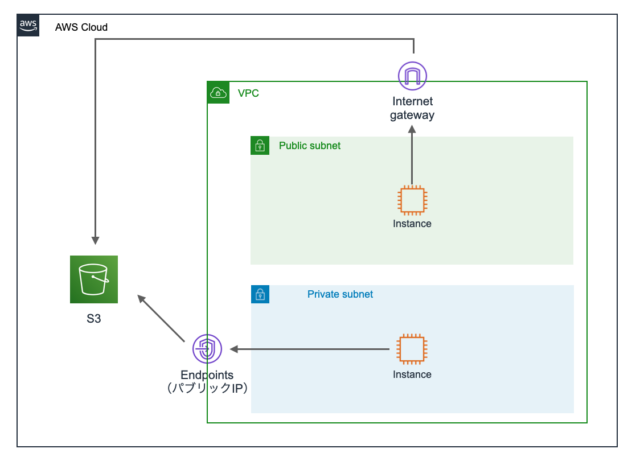 aws
AWS Cloud
VPC
Internet
gateway
Public subnet
Instance
S3
Private subnet
Instance
Endpoints
（パブリックIP）